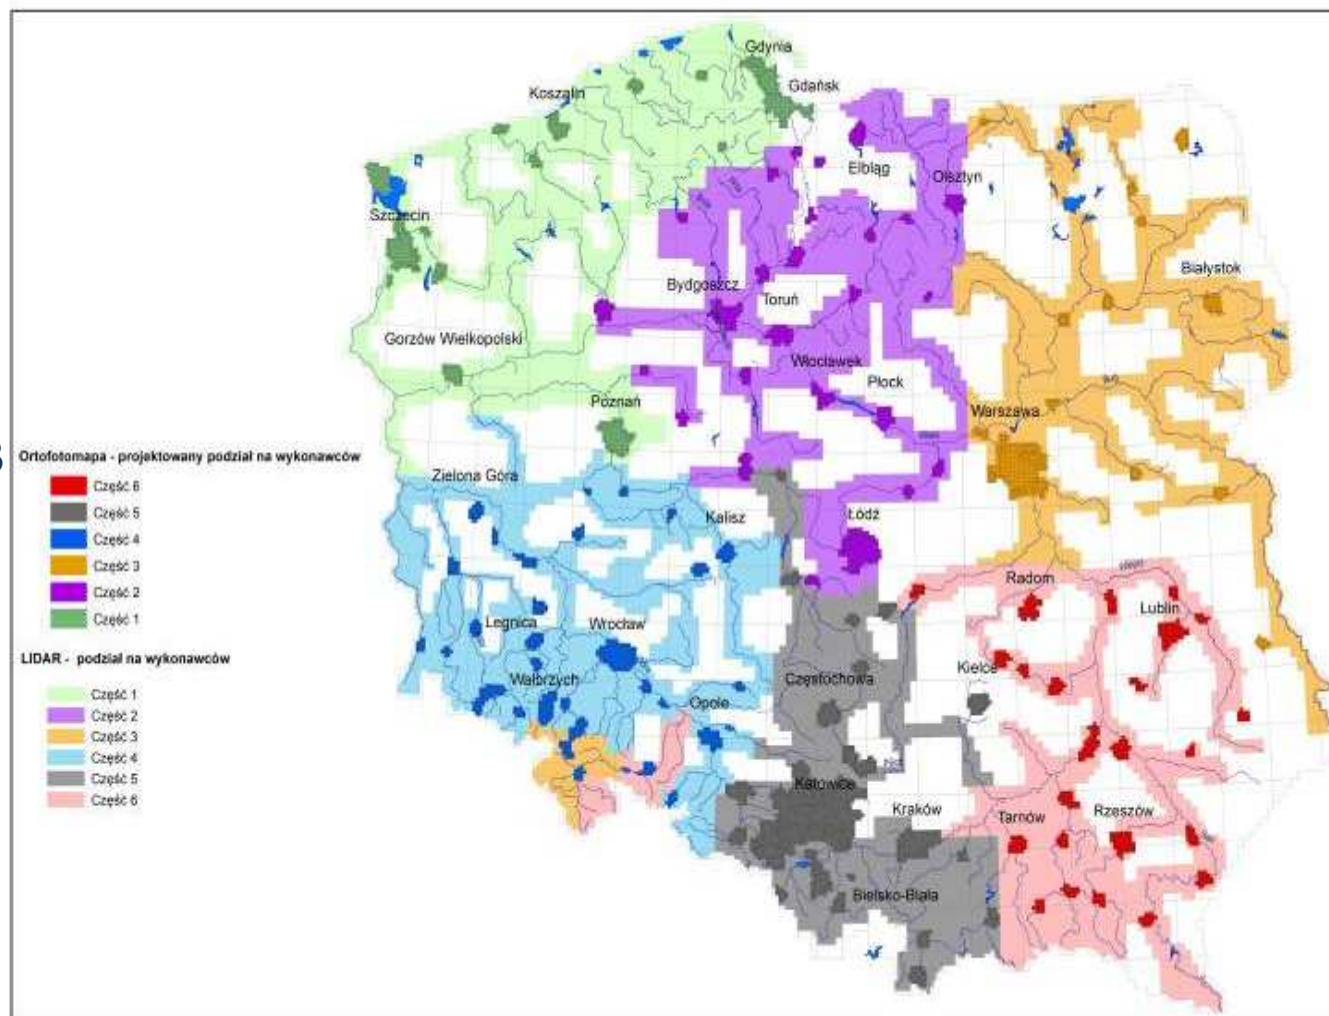 Gdynia
Gdańsk
Koszalin
Elbląg
Olsztyn
Szczecin
Białystok
Bydgoszcz
Toruń
Gorzów Wielkopolski
Włocławek
Płock
Poznań
Warszawa
Ortofotomapa - projektowany podział na wykonawców
Część 6
Część 5
Część 4
Część 3
Część 2
Część 1
LIDAR - podział na wykonawców
Część 1
Część 2
Część 3
Część 4
Część 5
Część 6
Zielona Góra
Kalisz
Łódź
Radom
Legnica
Wrocław
Lublin
Wałbrzych
Opole
Częstochowa
Kielce
Katowice
Kraków
Tarnów
Rzeszów
Bielsko-Biała